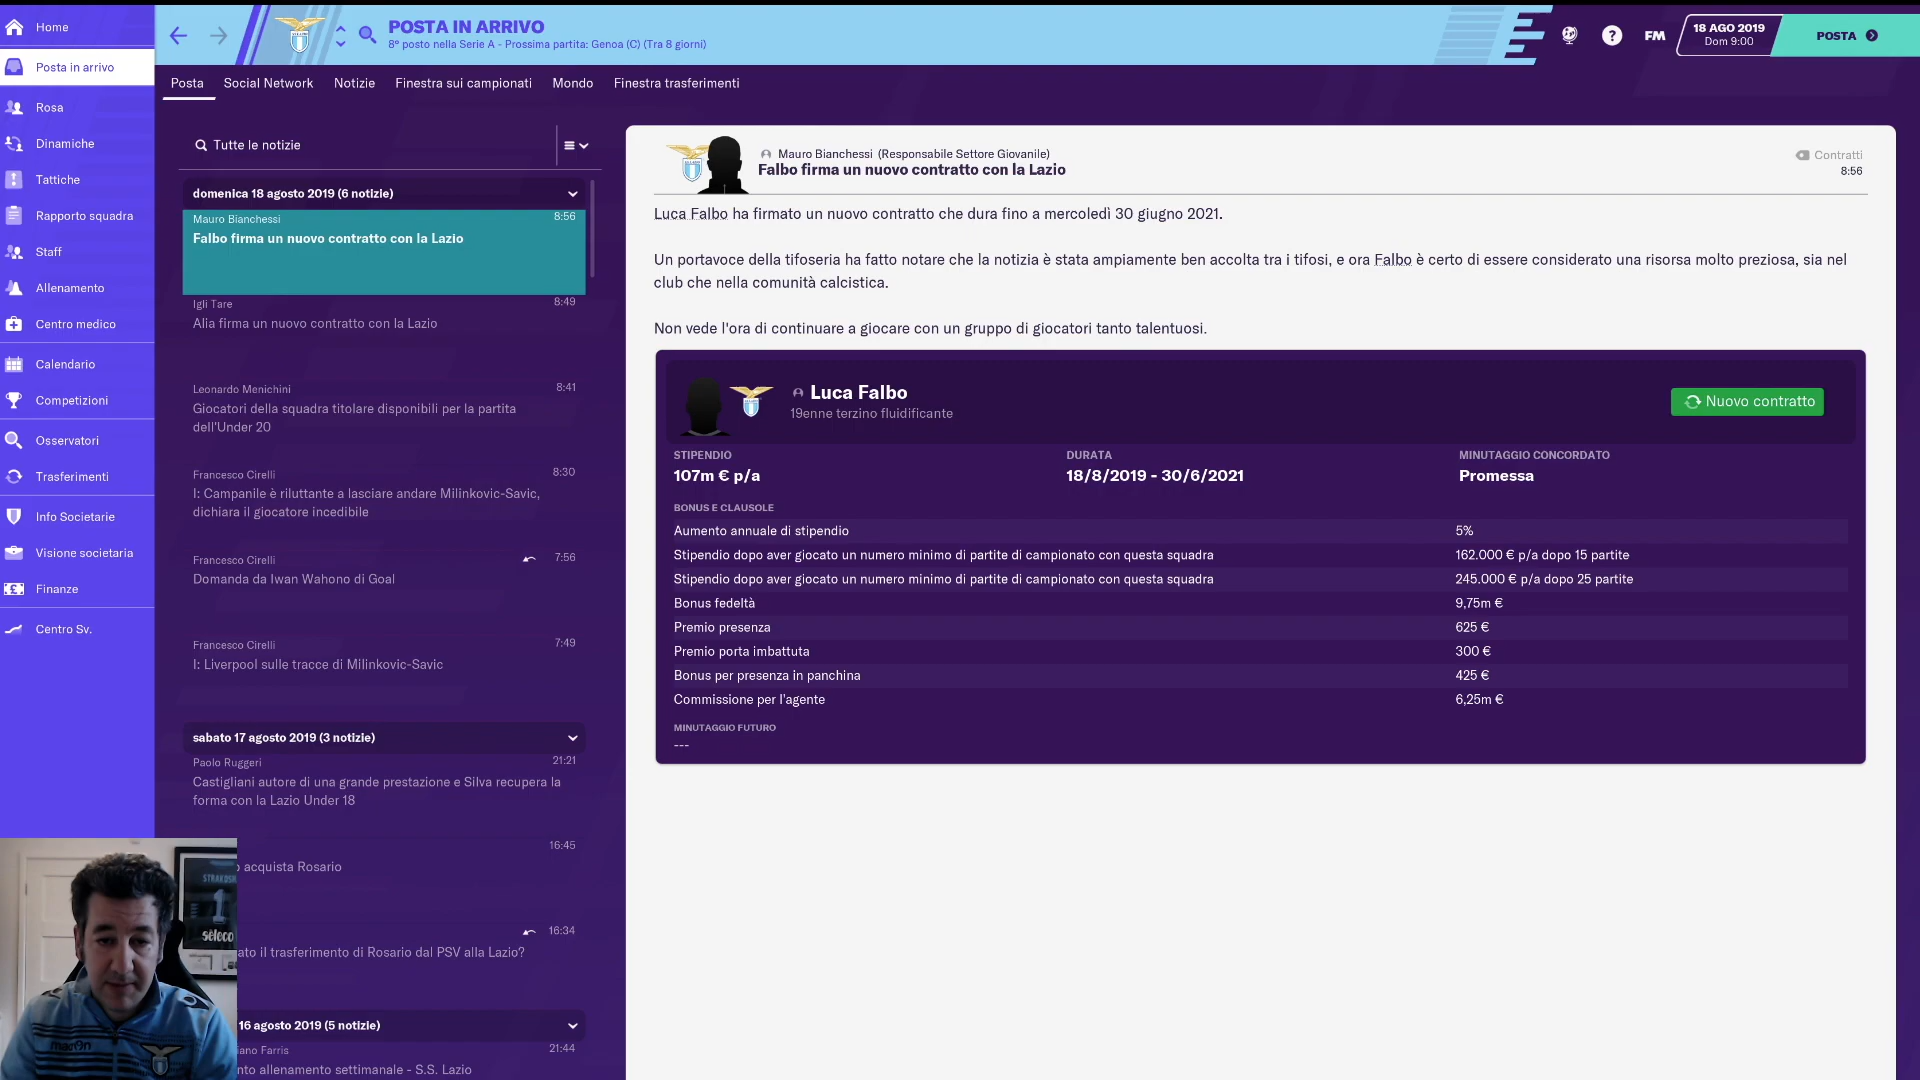 Home
Posta in arrivo
Rosa
Dinamiche
Tattiche
Rapporto squadra
Staff
Allenamento
Centro medico
Calendario
Competizioni
Osservatori
Trasferimenti
Info Societarie
Visione societaria
Finanze
Centro Sv.
POSTA IN ARRIVO
8° posto nella Serie A - Prossima partita: Genoa (C) (Tra 8 giorni)
FM
18 AGO 2019
Dom 9:00
POSTA
Posta
Social Network
Notizie
Finestra sui campionati
Mondo
Finestra trasferimenti
Tutte le notizie
domenica 18 agosto 2019 (6 notizie)
Mauro Bianchessi 8:56
Falbo firma un nuovo contratto con la Lazio
Igli Tare 8:49
Alia firma un nuovo contratto con la Lazio
Leonardo Menichini 8:41
Giocatori della squadra titolare disponibili per la partita
dell'Under 20
Francesco Cirelli 8:30
I: Campanile è riluttante a lasciare andare Milinkovic-Savic,
dichiara il giocatore incedibile
Francesco Cirelli 7:56
Domanda da Iwan Wahono di Goal
Francesco Cirelli 7:49
I: Liverpool sulle tracce di Milinkovic-Savic
sabato 17 agosto 2019 (3 notizie)
Paolo Ruggeri 21:21
Castigliani autore di una grande prestazione e Silva recupera la
forma con la Lazio Under 18
16:45
o acquista Rosario
16:34
ato il trasferimento di Rosario dal PSV alla Lazio?
16 agosto 2019 (5 notizie)
iano Farris 21:44
nto allenamento settimanale - S.S. Lazio
Mauro Bianchessi (Responsabile Settore Giovanile)
Falbo firma un nuovo contratto con la Lazio
Contratti
8:56
Luca Falbo ha firmato un nuovo contratto che dura fino a mercoledì 30 giugno 2021.
Un portavoce della tifoseria ha fatto notare che la notizia è stata ampiamente ben accolta tra i tifosi, e ora Falbo è certo di essere considerato una risorsa molto preziosa, sia nel
club che nella comunità calcistica.
Non vede l'ora di continuare a giocare con un gruppo di giocatori tanto talentuosi.
Luca Falbo
19enne terzino fluidificante
Nuovo contratto
STIPENDIO DURATA MINUTAGGIO CONCORDATO
107m € p/a 18/8/2019 - 30/6/2021 Promessa
BONUS E CLAUSOLE
Aumento annuale di stipendio 5%
Stipendio dopo aver giocato un numero minimo di partite di campionato con questa squadra 162.000 € p/a dopo 15 partite
Stipendio dopo aver giocato un numero minimo di partite di campionato con questa squadra 245.000 € p/a dopo 25 partite
Bonus fedeltà 9,75m €
Premio presenza 625 €
Premio porta imbattuta 300 €
Bonus per presenza in panchina 425 €
Commissione per l'agente 6,25m €
MINUTAGGIO FUTURO
---
STRAKOSHA
1
sèleco
macron